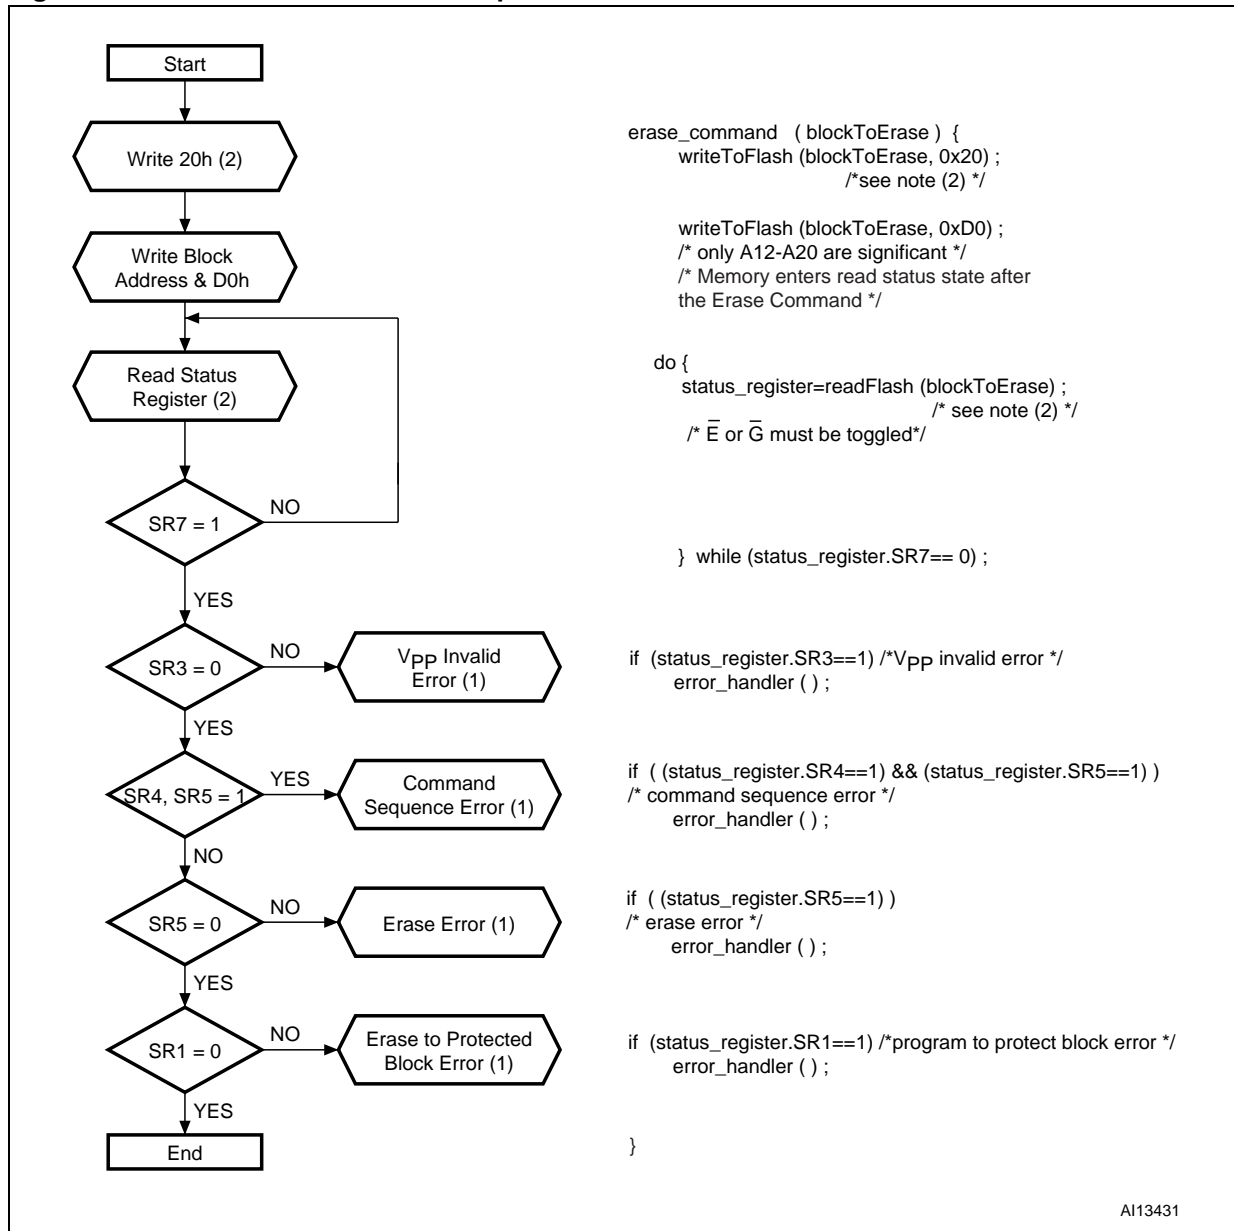 Start
Write 20h (2)
Write Block
Address & D0h
Read Status
Register (2)
SR7 = 1
NO
YES
SR3 = 0
NO
VPP Invalid
Error (1)
YES
SR4, SR5 = 1
YES
Command
Sequence Error (1)
NO
SR5 = 0
NO
Erase Error (1)
YES
SR1 = 0
NO
Erase to Protected
Block Error (1)
YES
End
erase_command ( blockToErase ) {
writeToFlash (blockToErase, 0x20) ;
/*see note (2) */
writeToFlash (blockToErase, 0xD0) ;
/* only A12-A20 are significant */
/* Memory enters read status state after
the Erase Command */
do {
status_register=readFlash (blockToErase) ;
/* see note (2) */
/* E̅ or G̅ must be toggled*/
} while (status_register.SR7== 0) ;
if (status_register.SR3==1) /*VPP invalid error */
error_handler ( ) ;
if ( (status_register.SR4==1) && (status_register.SR5==1) )
/* command sequence error */
error_handler ( ) ;
if ( (status_register.SR5==1) )
/* erase error */
error_handler ( ) ;
if (status_register.SR1==1) /*program to protect block error */
error_handler ( ) ;
}
AI13431